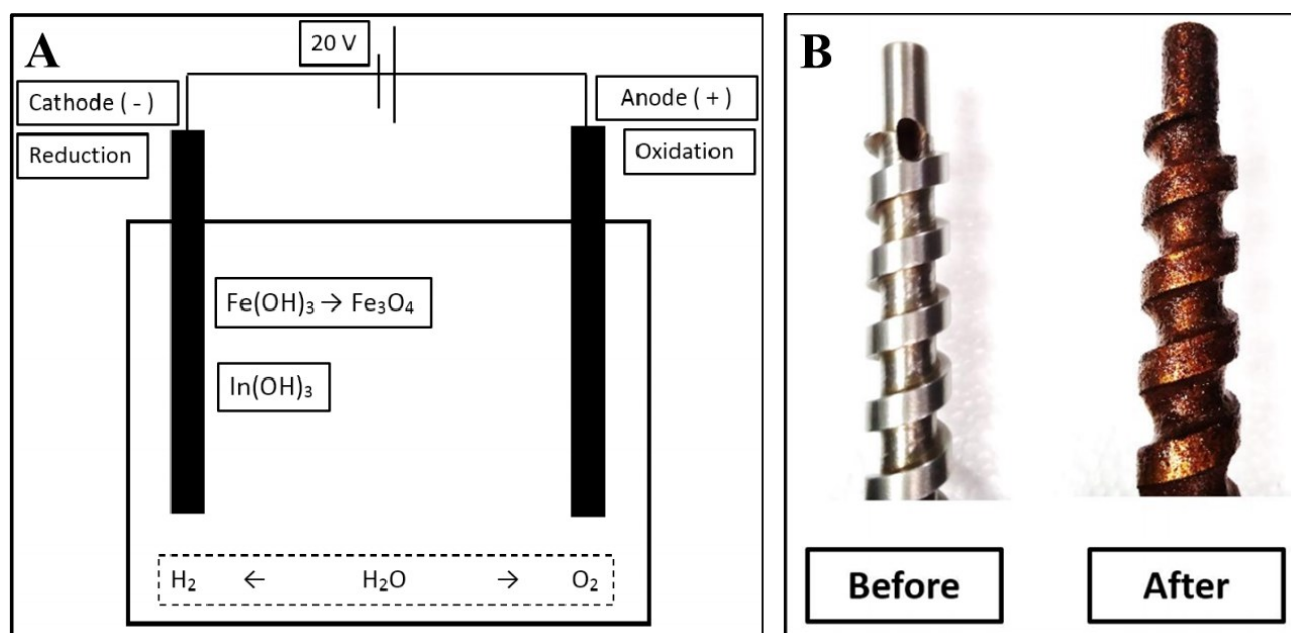 A
20 V
Cathode ( - )
Anode ( + )
Reduction
Oxidation
Fe(OH)₃ → Fe₃O₄
In(OH)₃
H₂ ← H₂O → O₂
B
Before
After